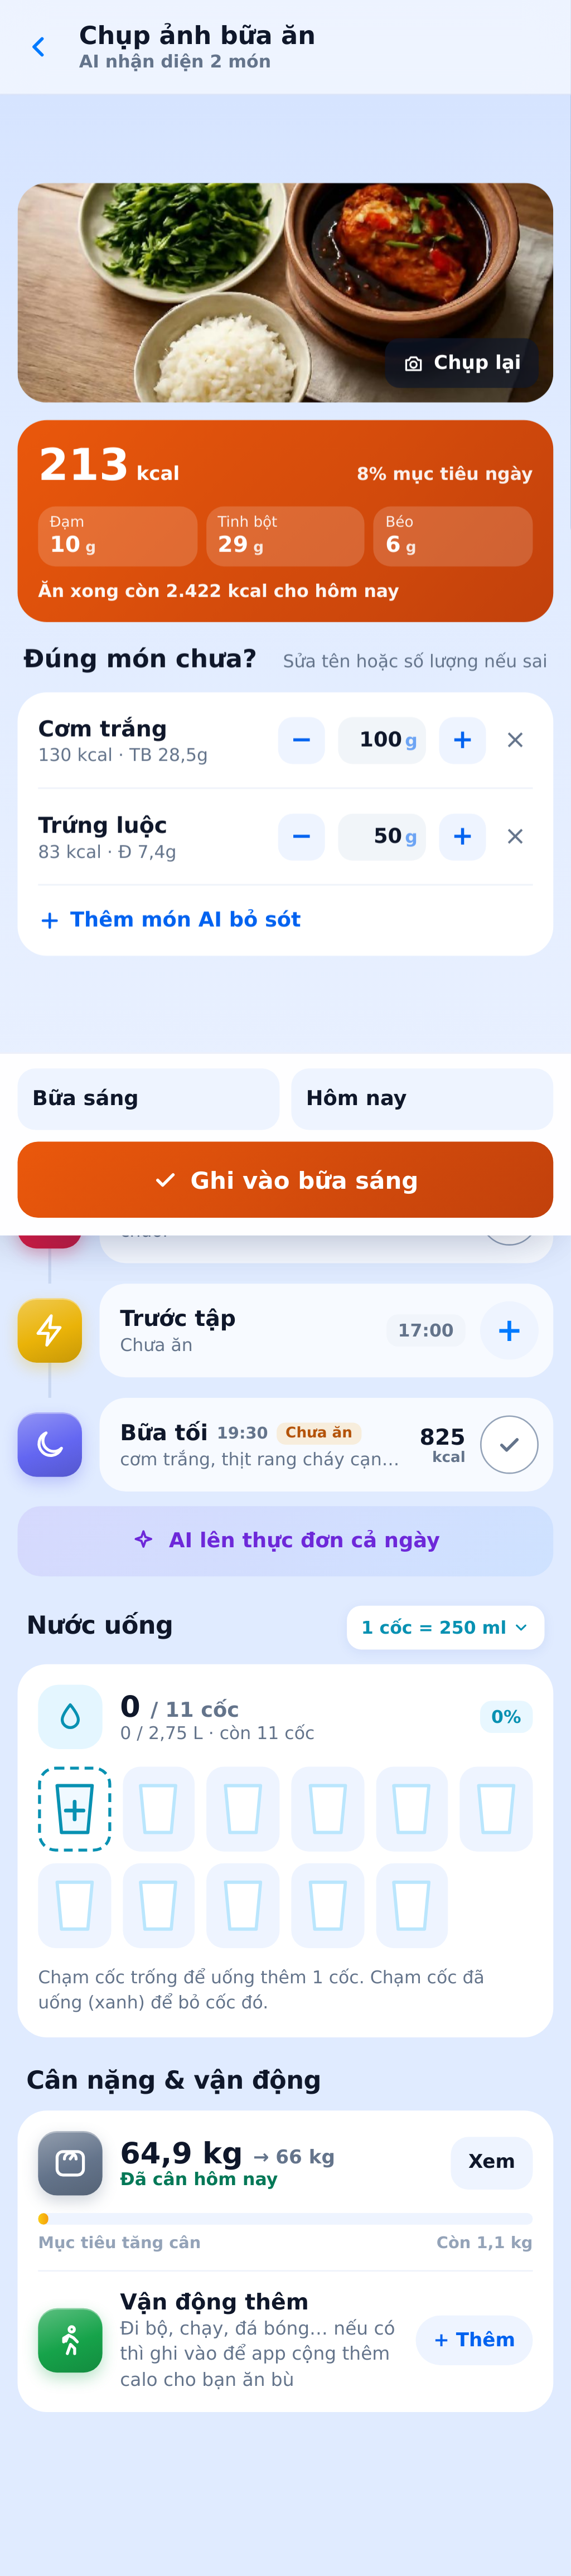 Chụp ảnh bữa ăn
AI nhận diện 2 món
Chụp lại
213 kcal
8% mục tiêu ngày
Đạm
10 g
Tinh bột
29 g
Béo
6 g
Ăn xong còn 2.422 kcal cho hôm nay
Đúng món chưa?
Sửa tên hoặc số lượng nếu sai
Cơm trắng
130 kcal · TB 28,5g
100 g
Trứng luộc
83 kcal · Đ 7,4g
50 g
+ Thêm món AI bỏ sót
Bữa sáng
Hôm nay
Ghi vào bữa sáng
Trước tập
Chưa ăn
17:00
Bữa tối 19:30 Chưa ăn
cơm trắng, thịt rang cháy cạn...
825
kcal
AI lên thực đơn cả ngày
Nước uống
1 cốc = 250 ml
0 / 11 cốc
0 / 2,75 L · còn 11 cốc
0%
Chạm cốc trống để uống thêm 1 cốc. Chạm cốc đã
uống (xanh) để bỏ cốc đó.
Cân nặng & vận động
64,9 kg → 66 kg
Đã cân hôm nay
Xem
Mục tiêu tăng cân
Còn 1,1 kg
Vận động thêm
Đi bộ, chạy, đá bóng... nếu có
thì ghi vào để app cộng thêm
calo cho bạn ăn bù
+ Thêm